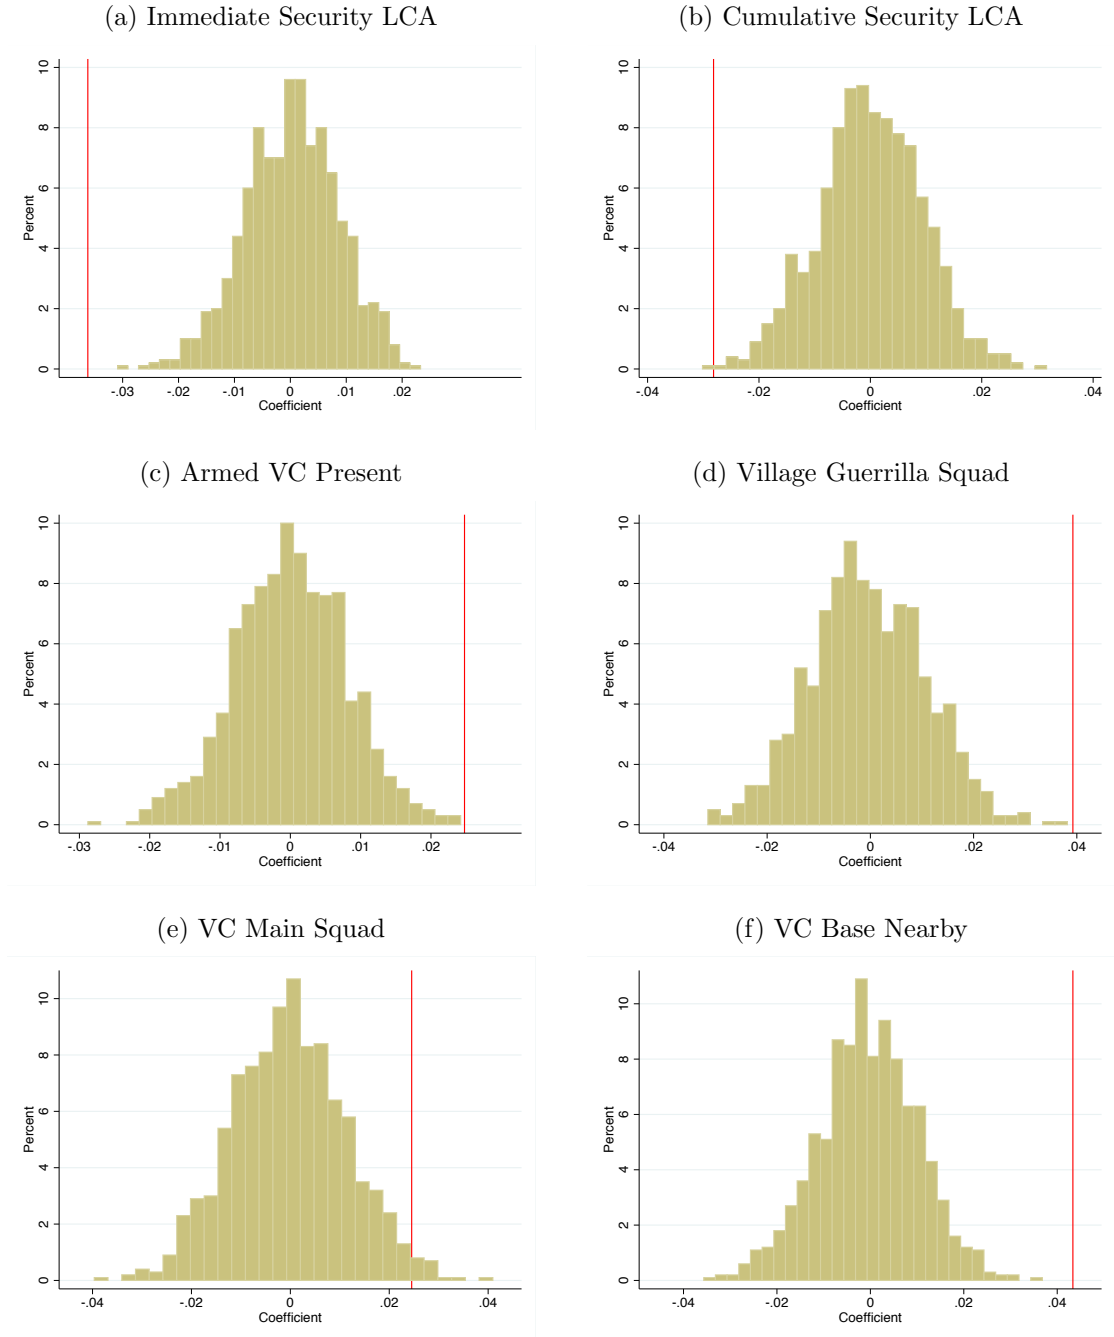 (a) Immediate Security LCA
Percent
0 2 4 6 8 10
-.03 -.02 -.01 0 .01 .02
Coefficient
(b) Cumulative Security LCA
Percent
0 2 4 6 8 10
-.04 -.02 0 .02 .04
Coefficient
(c) Armed VC Present
Percent
0 2 4 6 8 10
-.03 -.02 -.01 0 .01 .02
Coefficient
(d) Village Guerrilla Squad
Percent
0 2 4 6 8 10
-.04 -.02 0 .02 .04
Coefficient
(e) VC Main Squad
Percent
0 2 4 6 8 10
-.04 -.02 0 .02 .04
Coefficient
(f) VC Base Nearby
Percent
0 2 4 6 8 10
-.04 -.02 0 .02 .04
Coefficient